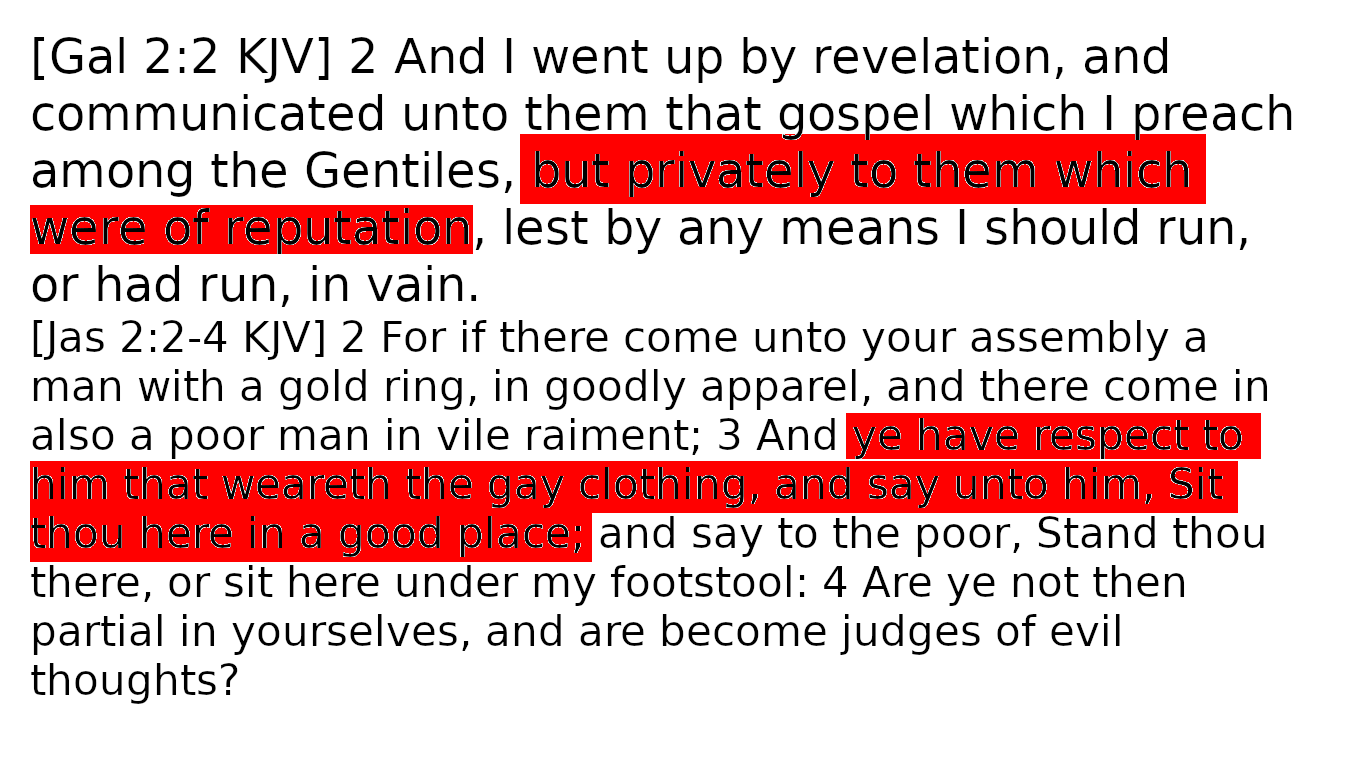 [Gal 2:2 KJV] 2 And I went up by revelation, and
communicated unto them that gospel which I preach
among the Gentiles, but privately to them which
were of reputation, lest by any means I should run,
or had run, in vain.
[Jas 2:2-4 KJV] 2 For if there come unto your assembly a
man with a gold ring, in goodly apparel, and there come in
also a poor man in vile raiment; 3 And ye have respect to
him that weareth the gay clothing, and say unto him, Sit
thou here in a good place; and say to the poor, Stand thou
there, or sit here under my footstool: 4 Are ye not then
partial in yourselves, and are become judges of evil
thoughts?